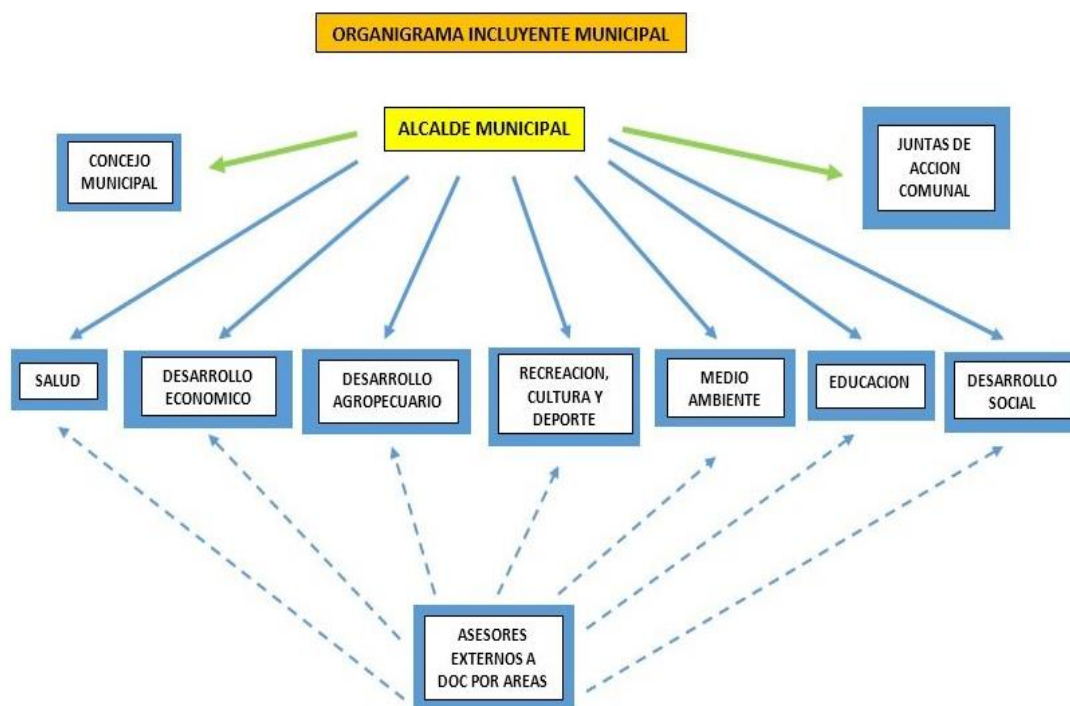 ORGANIGRAMA INCLUYENTE MUNICIPAL
ALCALDE MUNICIPAL
CONCEJO
MUNICIPAL
JUNTAS DE
ACCION
COMUNAL
SALUD
DESARROLLO
ECONOMICO
DESARROLLO
AGROPECUARIO
RECREACION,
CULTURA Y
DEPORTE
MEDIO
AMBIENTE
EDUCACION
DESARROLLO
SOCIAL
ASESORES
EXTERNOS A
DOC POR AREAS